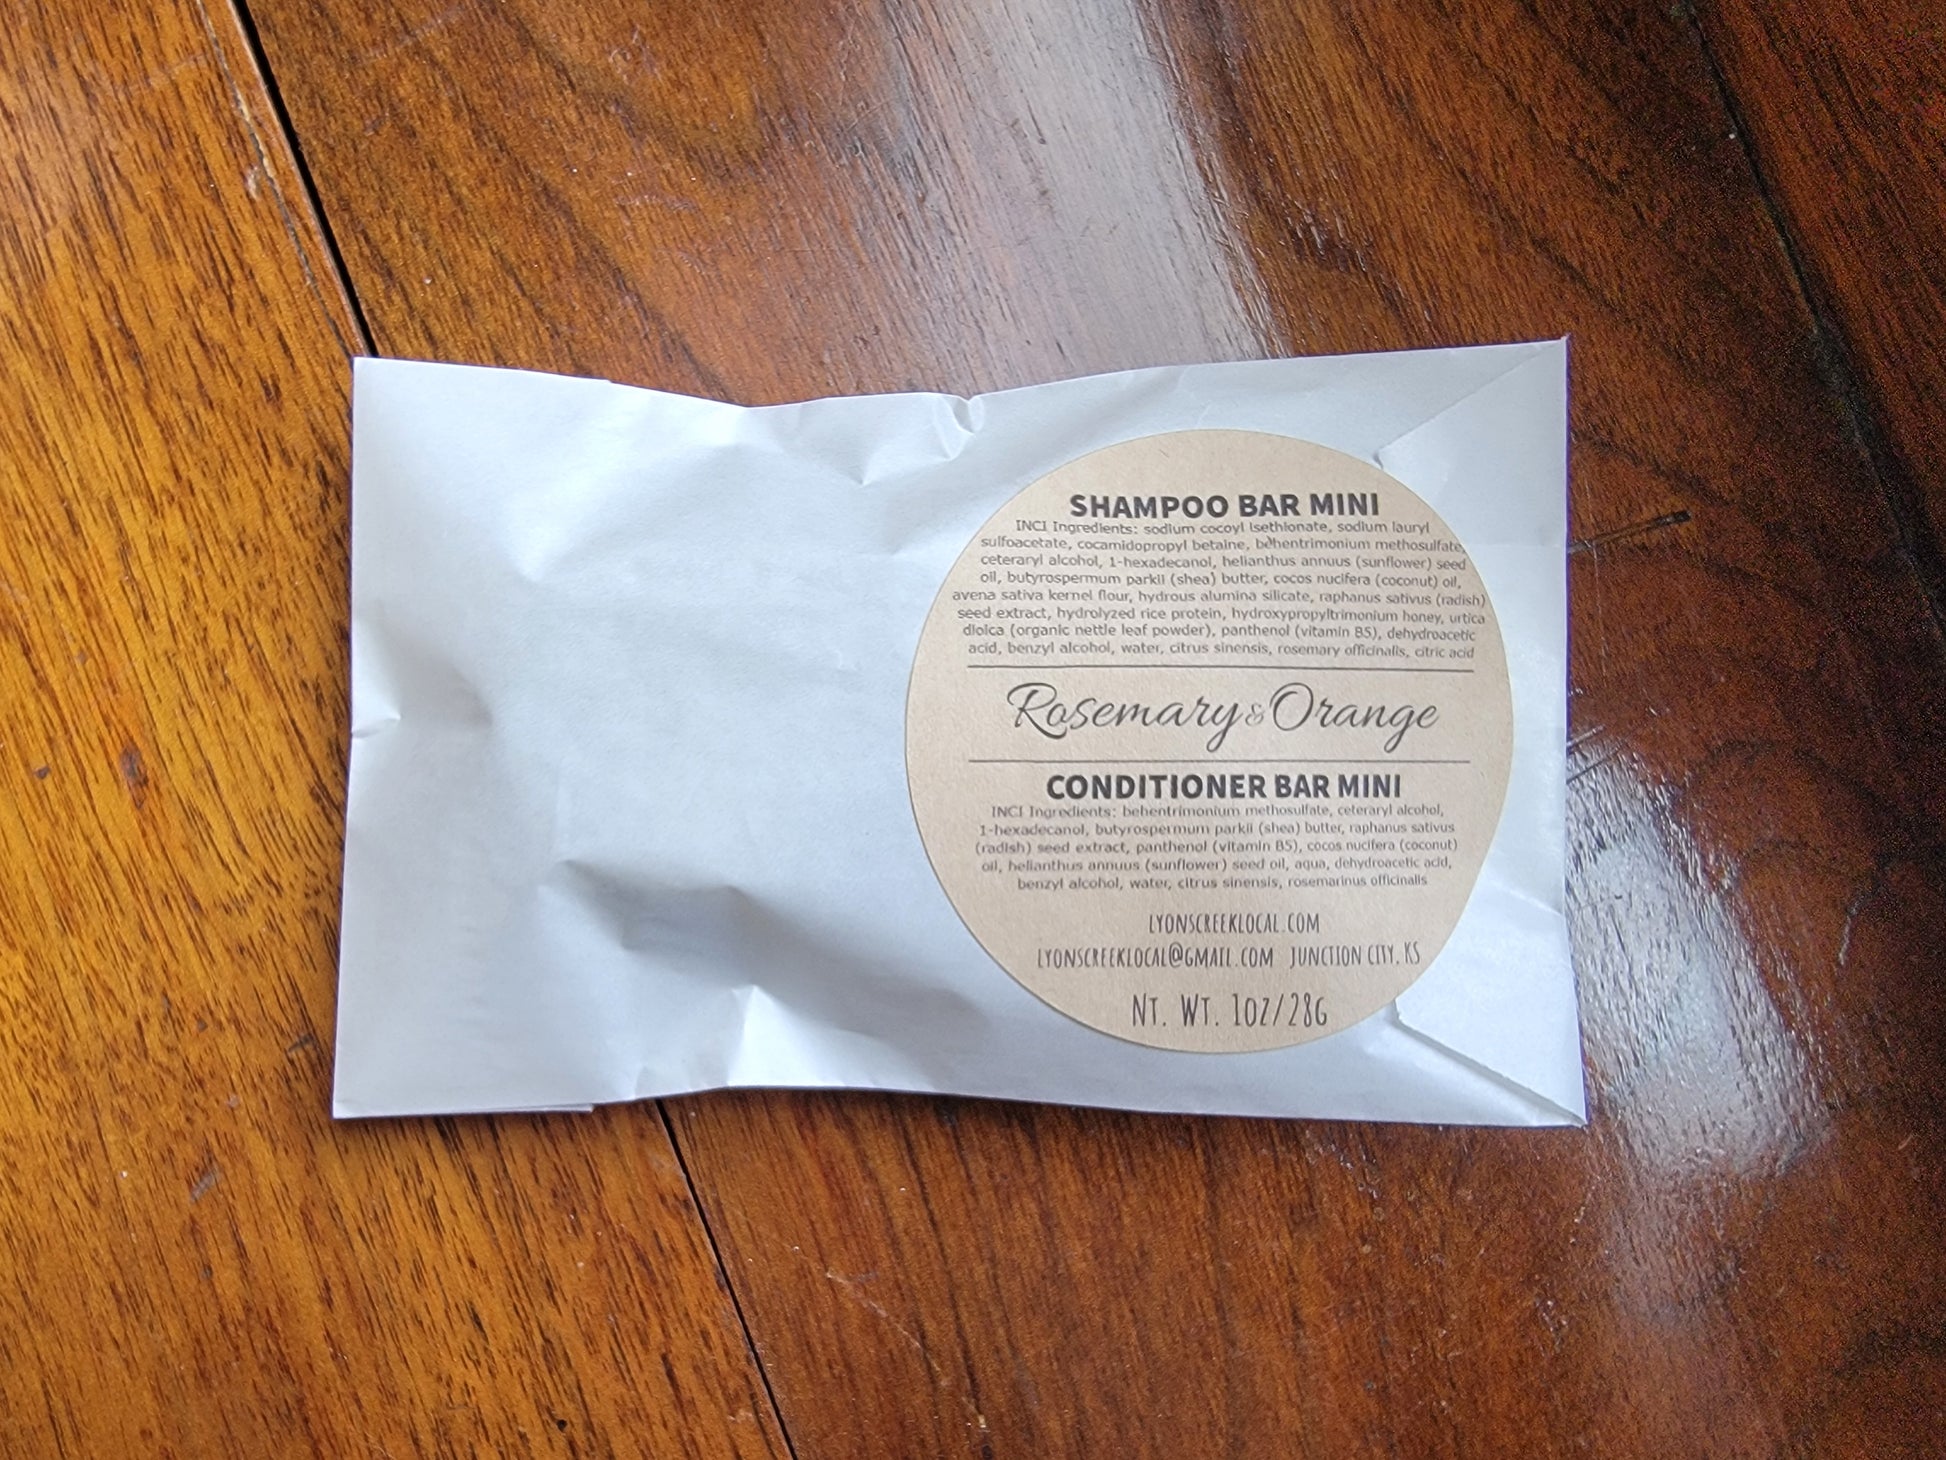 SHAMPOO BAR MINI
INCI Ingredients: sodium cocoyl isethionate, sodium lauryl
sulfoacetate, cocamidopropyl betaine, behentrimonium methosulfate,
ceteraryl alcohol, 1-hexadecanol, helianthus annuus (sunflower) seed
oil, butyrospermum parkii (shea) butter, cocos nucifera (coconut) oil,
avena sativa kernel flour, hydrous alumina silicate, raphanus sativus (radish)
seed extract, hydrolyzed rice protein, hydroxypropyltrimonium honey, urtica
dioica (organic nettle leaf powder), panthenol (vitamin B5), dehydroacetic
acid, benzyl alcohol, water, citrus sinensis, rosemary officinalis, citric acid
Rosemary & Orange
CONDITIONER BAR MINI
INCI Ingredients: behentrimonium methosulfate, ceteraryl alcohol,
1-hexadecanol, butyrospermum parkii (shea) butter, raphanus sativus
(radish) seed extract, panthenol (vitamin B5), cocos nucifera (coconut)
oil, helianthus annuus (sunflower) seed oil, aqua, dehydroacetic acid,
benzyl alcohol, water, citrus sinensis, rosemarinus officinalis
LYONSCREEKLOCAL.COM
LYONSCREEKLOCAL@GMAIL.COM JUNCTION CITY, KS
NT. WT. 1OZ/28G